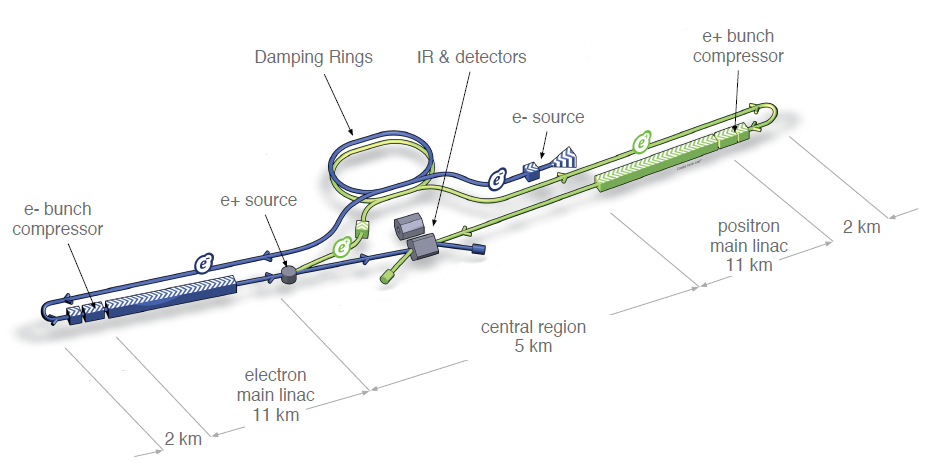 Damping Rings
IR & detectors
e+ bunch
compressor
e- source
e- bunch
compressor
e+ source
e-
e-
e+
e+
positron
main linac
11 km
2 km
central region
5 km
electron
main linac
11 km
2 km